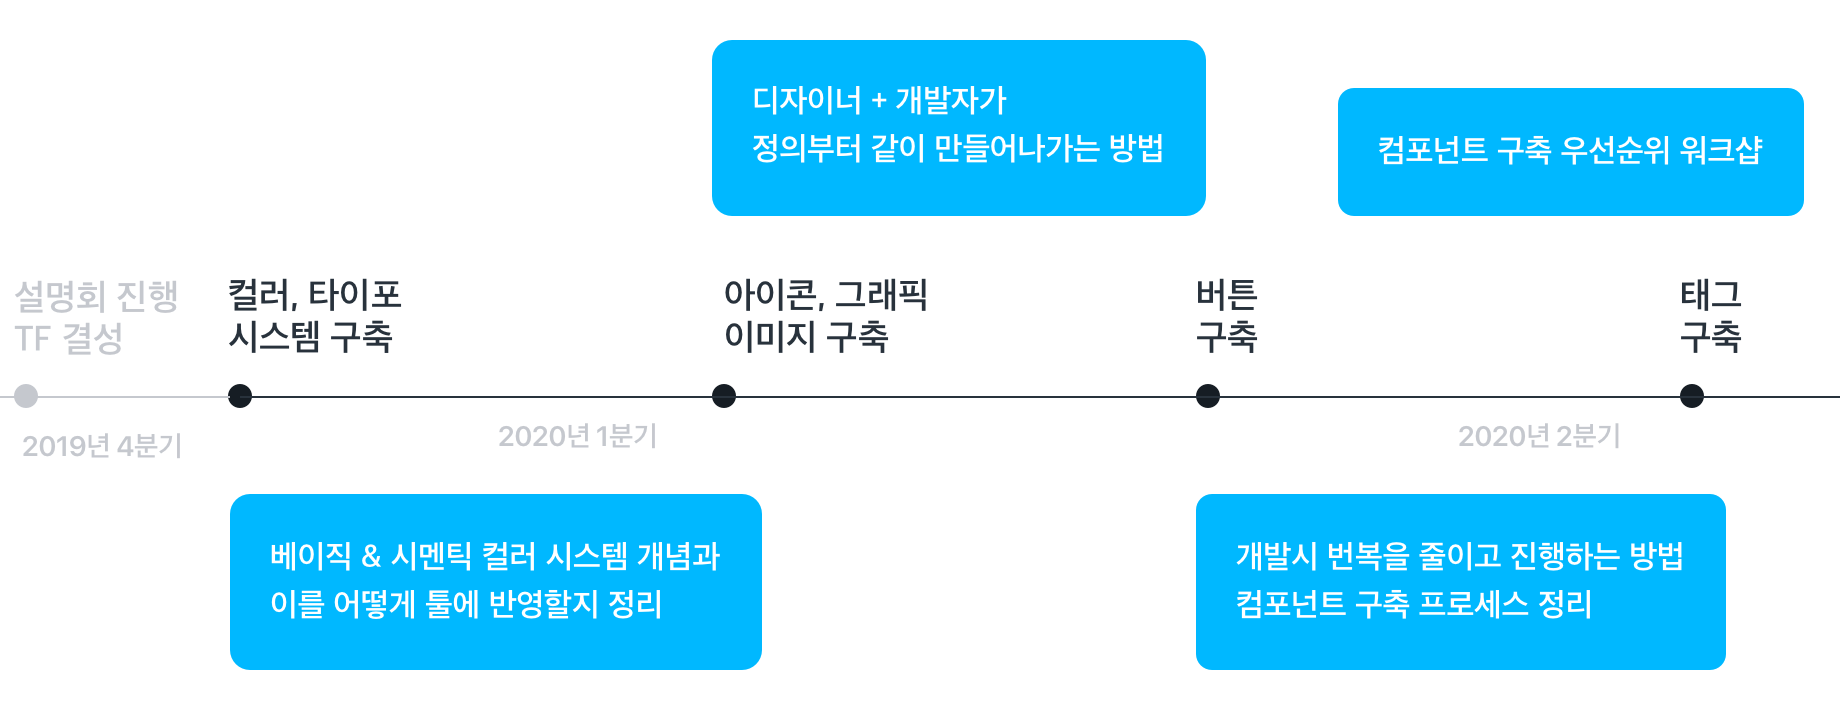 디자이너 + 개발자가
정의부터 같이 만들어나가는 방법
컴포넌트 구축 우선순위 워크샵
설명회 진행
TF 결성
컬러, 타이포
시스템 구축
아이콘, 그래픽
이미지 구축
버튼
구축
태그
구축
2019년 4분기
2020년 1분기
2020년 2분기
베이직 & 시멘틱 컬러 시스템 개념과
이를 어떻게 툴에 반영할지 정리
개발시 번복을 줄이고 진행하는 방법
컴포넌트 구축 프로세스 정리